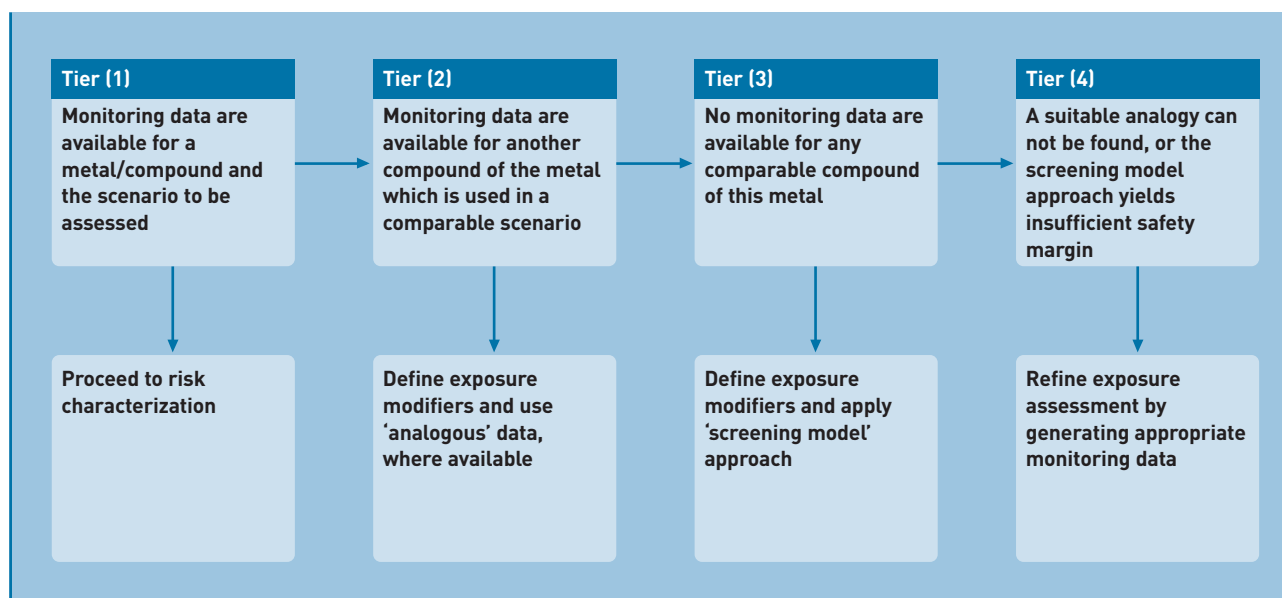 Tier (1)
Monitoring data are
available for a
metal/compound and
the scenario to be
assessed
Proceed to risk
characterization
Tier (2)
Monitoring data are
available for another
compound of the metal
which is used in a
comparable scenario
Define exposure
modifiers and use
‘analogous’ data,
where available
Tier (3)
No monitoring data are
available for any
comparable compound
of this metal
Define exposure
modifiers and apply
‘screening model’
approach
Tier (4)
A suitable analogy can
not be found, or the
screening model
approach yields
insufficient safety
margin
Refine exposure
assessment by
generating appropriate
monitoring data